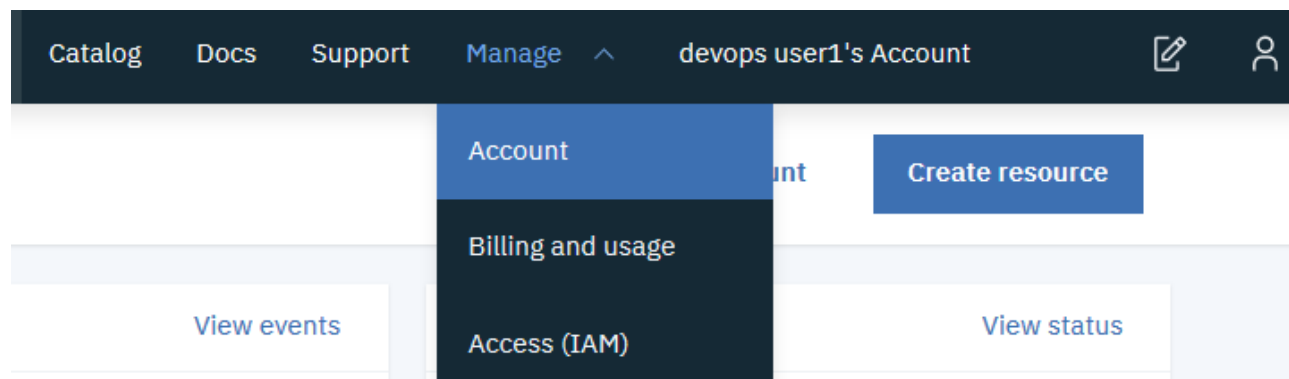 Catalog Docs Support Manage devops user1's Account
Account
Create resource
Billing and usage
View events
View status
Access (IAM)